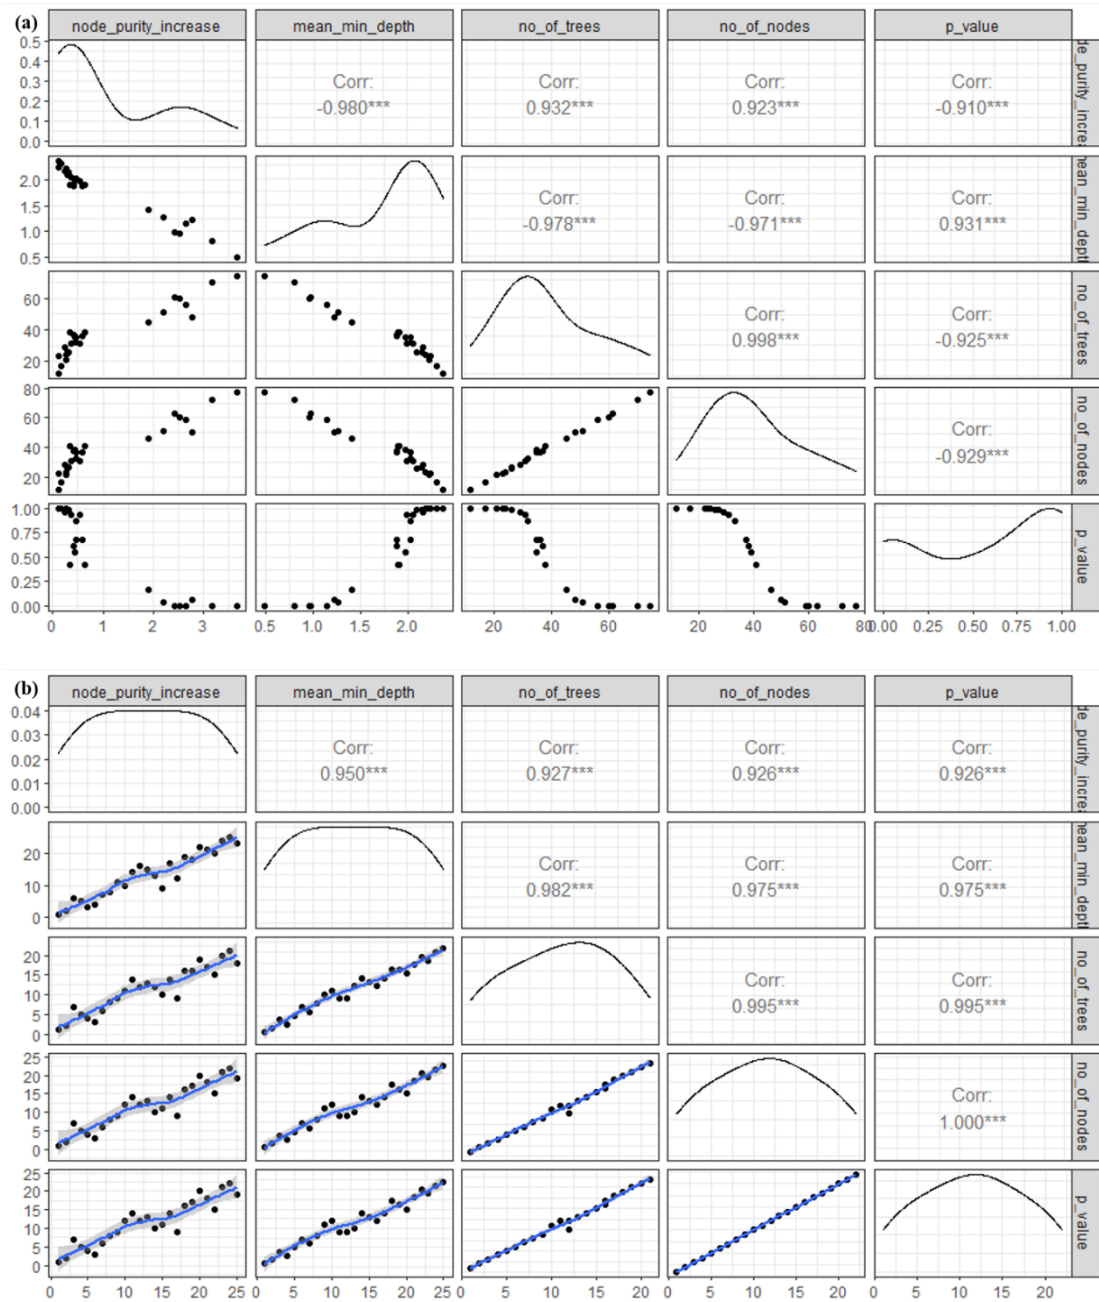 (a)
node_purity_increase mean_min_depth no_of_trees no_of_nodes p_value
0.5
0.4
0.3
0.2
0.1
0.0
Corr:
-0.980***
Corr:
0.932***
Corr:
0.923***
Corr:
-0.910***
de_purity_increa
2.0
1.5
1.0
0.5
Corr:
-0.978***
Corr:
-0.971***
Corr:
0.931***
mean_min_depth
60
40
20
Corr:
0.998***
Corr:
-0.925***
no_of_trees
80
60
40
20
Corr:
-0.929***
no_of_nodes
1.00
0.75
0.50
0.25
0.00
p_value
0 1 2 3 0.5 1.0 1.5 2.0 20 40 60 20 40 60 80 0.00 0.25 0.50 0.75 1.00
(b)
node_purity_increase mean_min_depth no_of_trees no_of_nodes p_value
0.04
0.03
0.02
0.01
0.00
Corr:
0.950***
Corr:
0.927***
Corr:
0.926***
Corr:
0.926***
de_purity_increa
20
10
0
Corr:
0.982***
Corr:
0.975***
Corr:
0.975***
mean_min_depth
20
15
10
5
0
Corr:
0.995***
Corr:
0.995***
no_of_trees
25
20
15
10
5
0
Corr:
1.000***
no_of_nodes
25
20
15
10
5
0
p_value
0 5 10 15 20 25 0 5 10 15 20 25 0 5 10 15 20 0 5 10 15 20 0 5 10 15 20